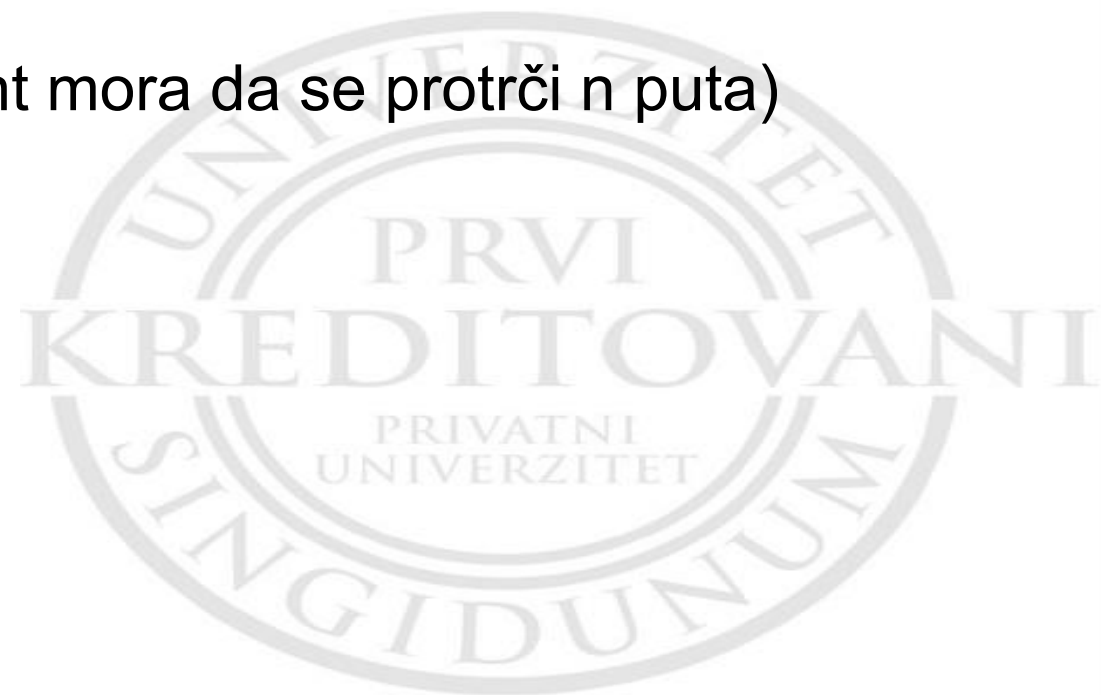 nt mora da se protrči n puta)
UNIVERZITET
PRVI
KREDITOVANI
PRIVATNI
UNIVERZITET
SINGIDUNUM